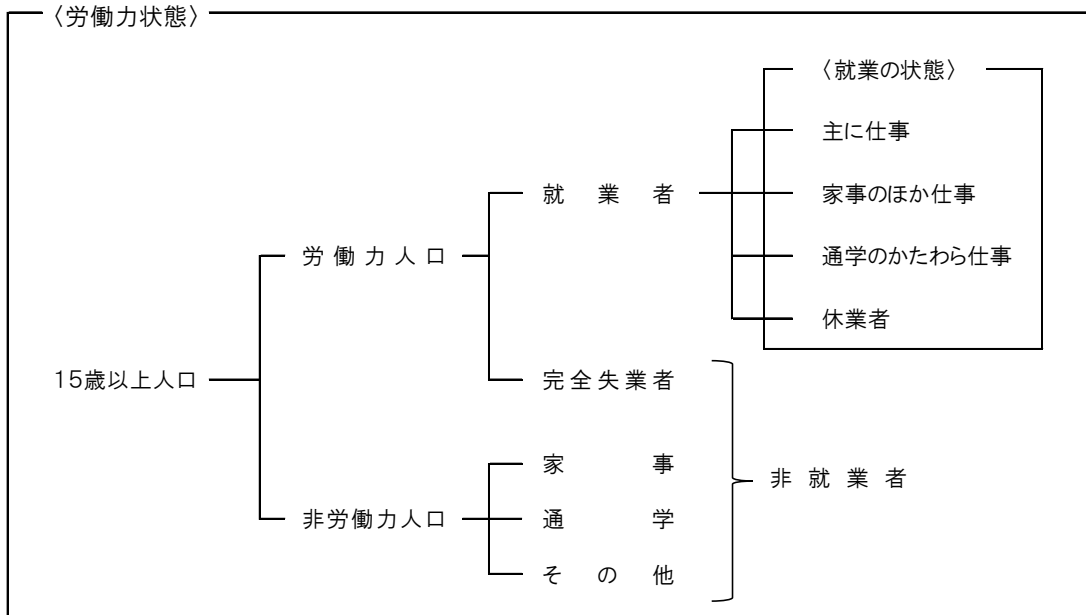 〈労働力状態〉
〈就業の状態〉
主に仕事
就業者
家事のほか仕事
労働力人口
通学のかたわら仕事
休業者
15歳以上人口
完全失業者
家事
非就業者
非労働力人口
通学
その他